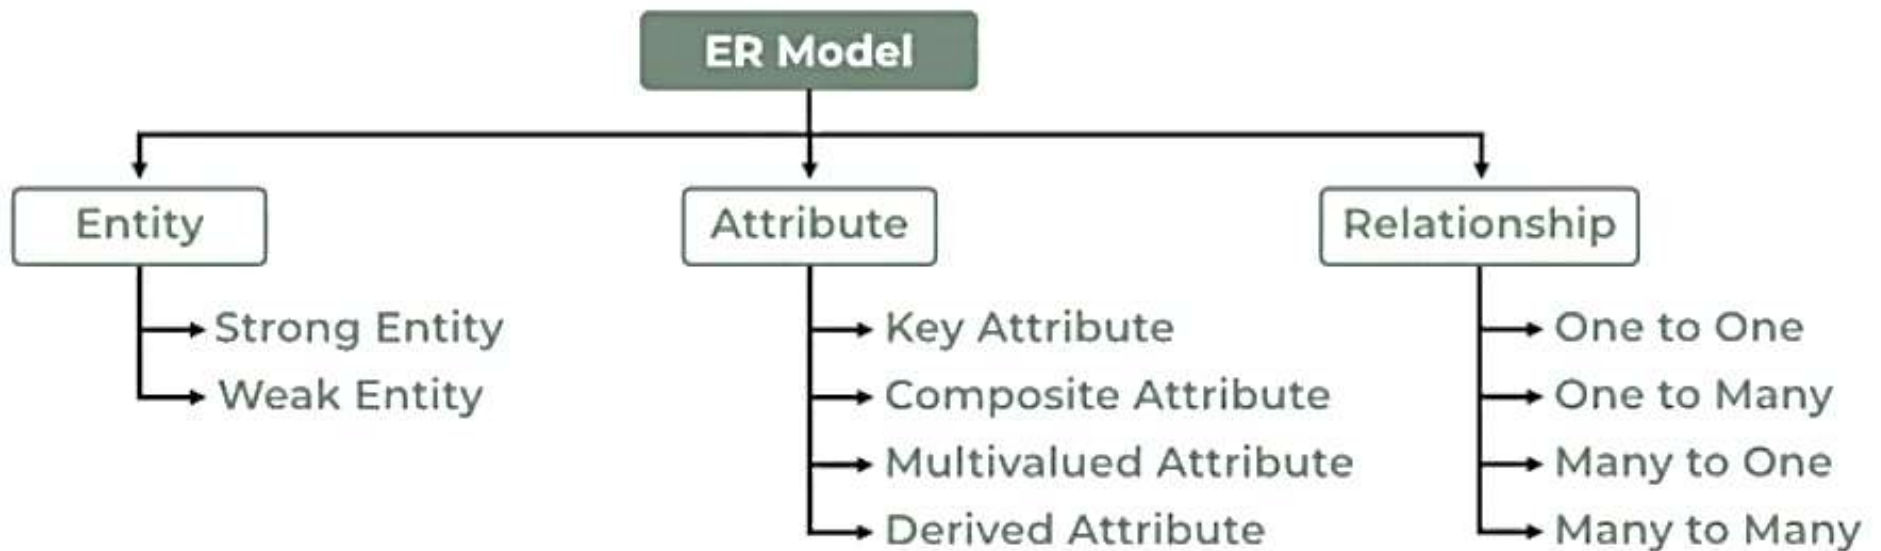 ER Model
Entity
Attribute
Relationship
Strong Entity
Weak Entity
Key Attribute
Composite Attribute
Multivalued Attribute
Derived Attribute
One to One
One to Many
Many to One
Many to Many